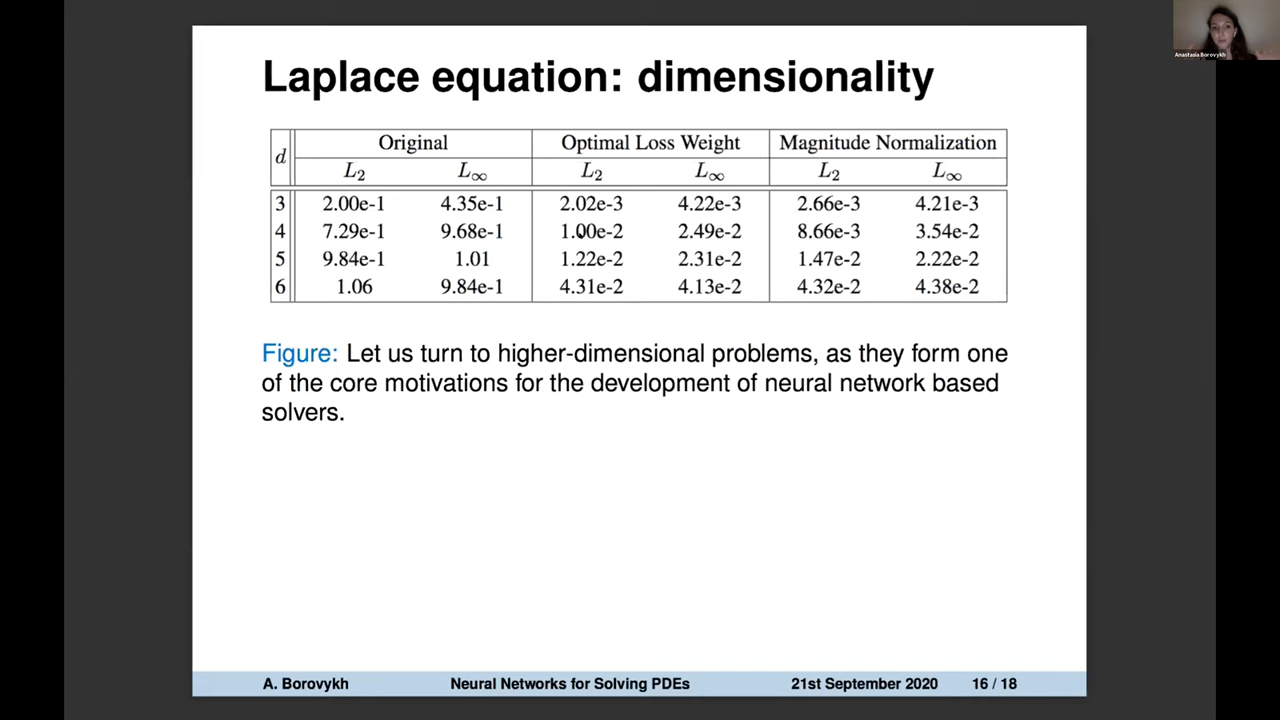 Anastasia Borovykh
Laplace equation: dimensionality
d Original Optimal Loss Weight Magnitude Normalization
L2 L∞ L2 L∞ L2 L∞
3 2.00e-1 4.35e-1 2.02e-3 4.22e-3 2.66e-3 4.21e-3
4 7.29e-1 9.68e-1 1.00e-2 2.49e-2 8.66e-3 3.54e-2
5 9.84e-1 1.01 1.22e-2 2.31e-2 1.47e-2 2.22e-2
6 1.06 9.84e-1 4.31e-2 4.13e-2 4.32e-2 4.38e-2
Figure: Let us turn to higher-dimensional problems, as they form one
of the core motivations for the development of neural network based
solvers.
A. Borovykh Neural Networks for Solving PDEs 21st September 2020 16 / 18